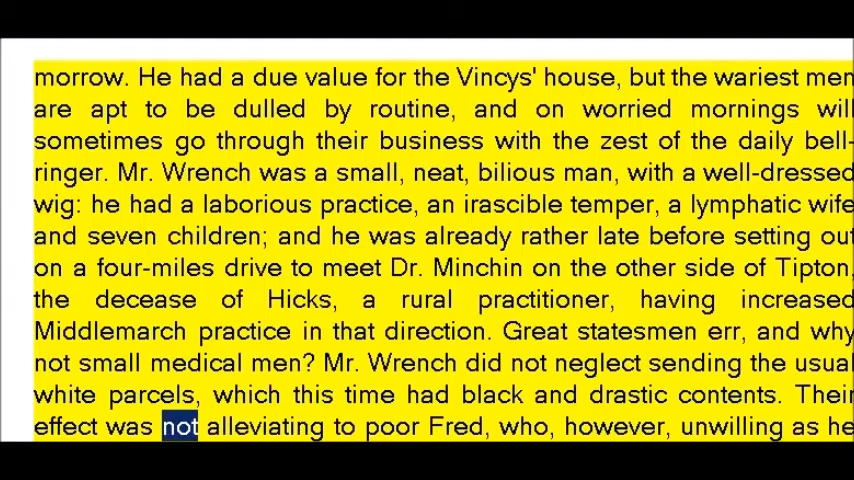 morrow. He had a due value for the Vincys' house, but the wariest men
are apt to be dulled by routine, and on worried mornings will
sometimes go through their business with the zest of the daily bell-
ringer. Mr. Wrench was a small, neat, bilious man, with a well-dressed
wig: he had a laborious practice, an irascible temper, a lymphatic wife
and seven children; and he was already rather late before setting out
on a four-miles drive to meet Dr. Minchin on the other side of Tipton,
the decease of Hicks, a rural practitioner, having increased
Middlemarch practice in that direction. Great statesmen err, and why
not small medical men? Mr. Wrench did not neglect sending the usual
white parcels, which this time had black and drastic contents. Their
effect was not alleviating to poor Fred, who, however, unwilling as he